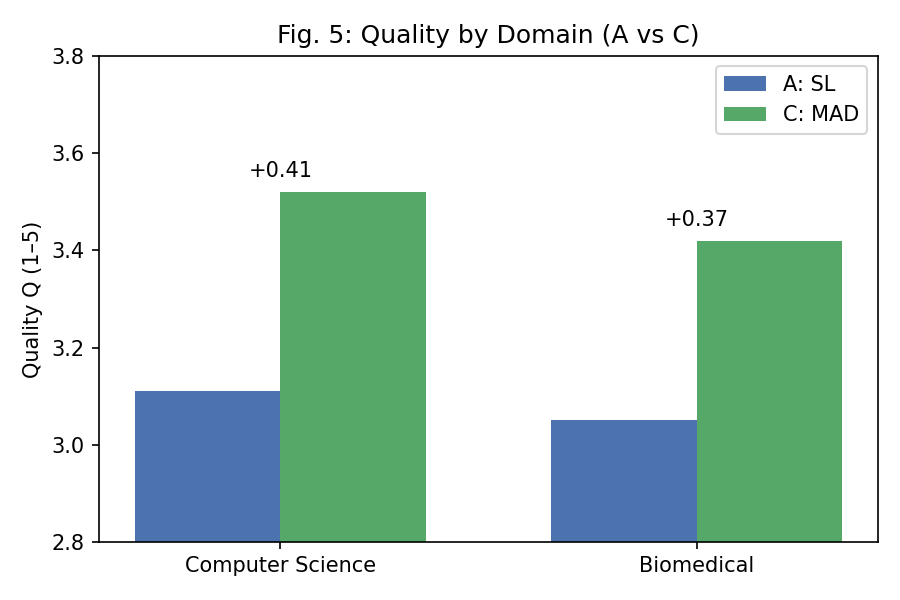 Fig. 5: Quality by Domain (A vs C)
A: SL
C: MAD
Quality Q (1–5)
3.8
3.6
3.4
3.2
3.0
2.8
+0.41
+0.37
Computer Science
Biomedical